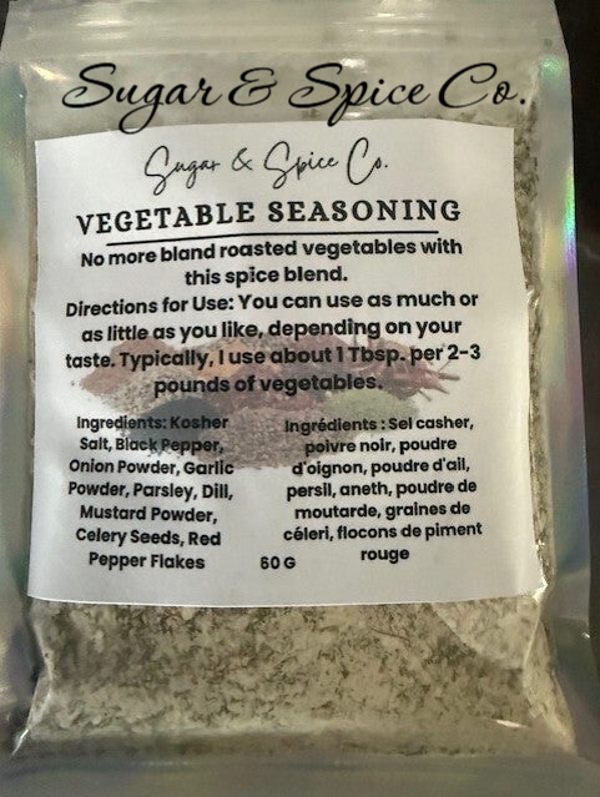 Sugar & Spice Co.
Sugar & Spice Co.
VEGETABLE SEASONING
No more bland roasted vegetables with
this spice blend.
Directions for Use: You can use as much or
as little as you like, depending on your
taste. Typically, I use about 1 Tbsp. per 2-3
pounds of vegetables.
Ingredients: Kosher
Salt, Black Pepper,
Onion Powder, Garlic
Powder, Parsley, Dill,
Mustard Powder,
Celery Seeds, Red
Pepper Flakes
Ingrédients : Sel casher,
poivre noir, poudre
d'oignon, poudre d'ail,
persil, aneth, poudre de
moutarde, graines de
céleri, flocons de piment
rouge
60 G